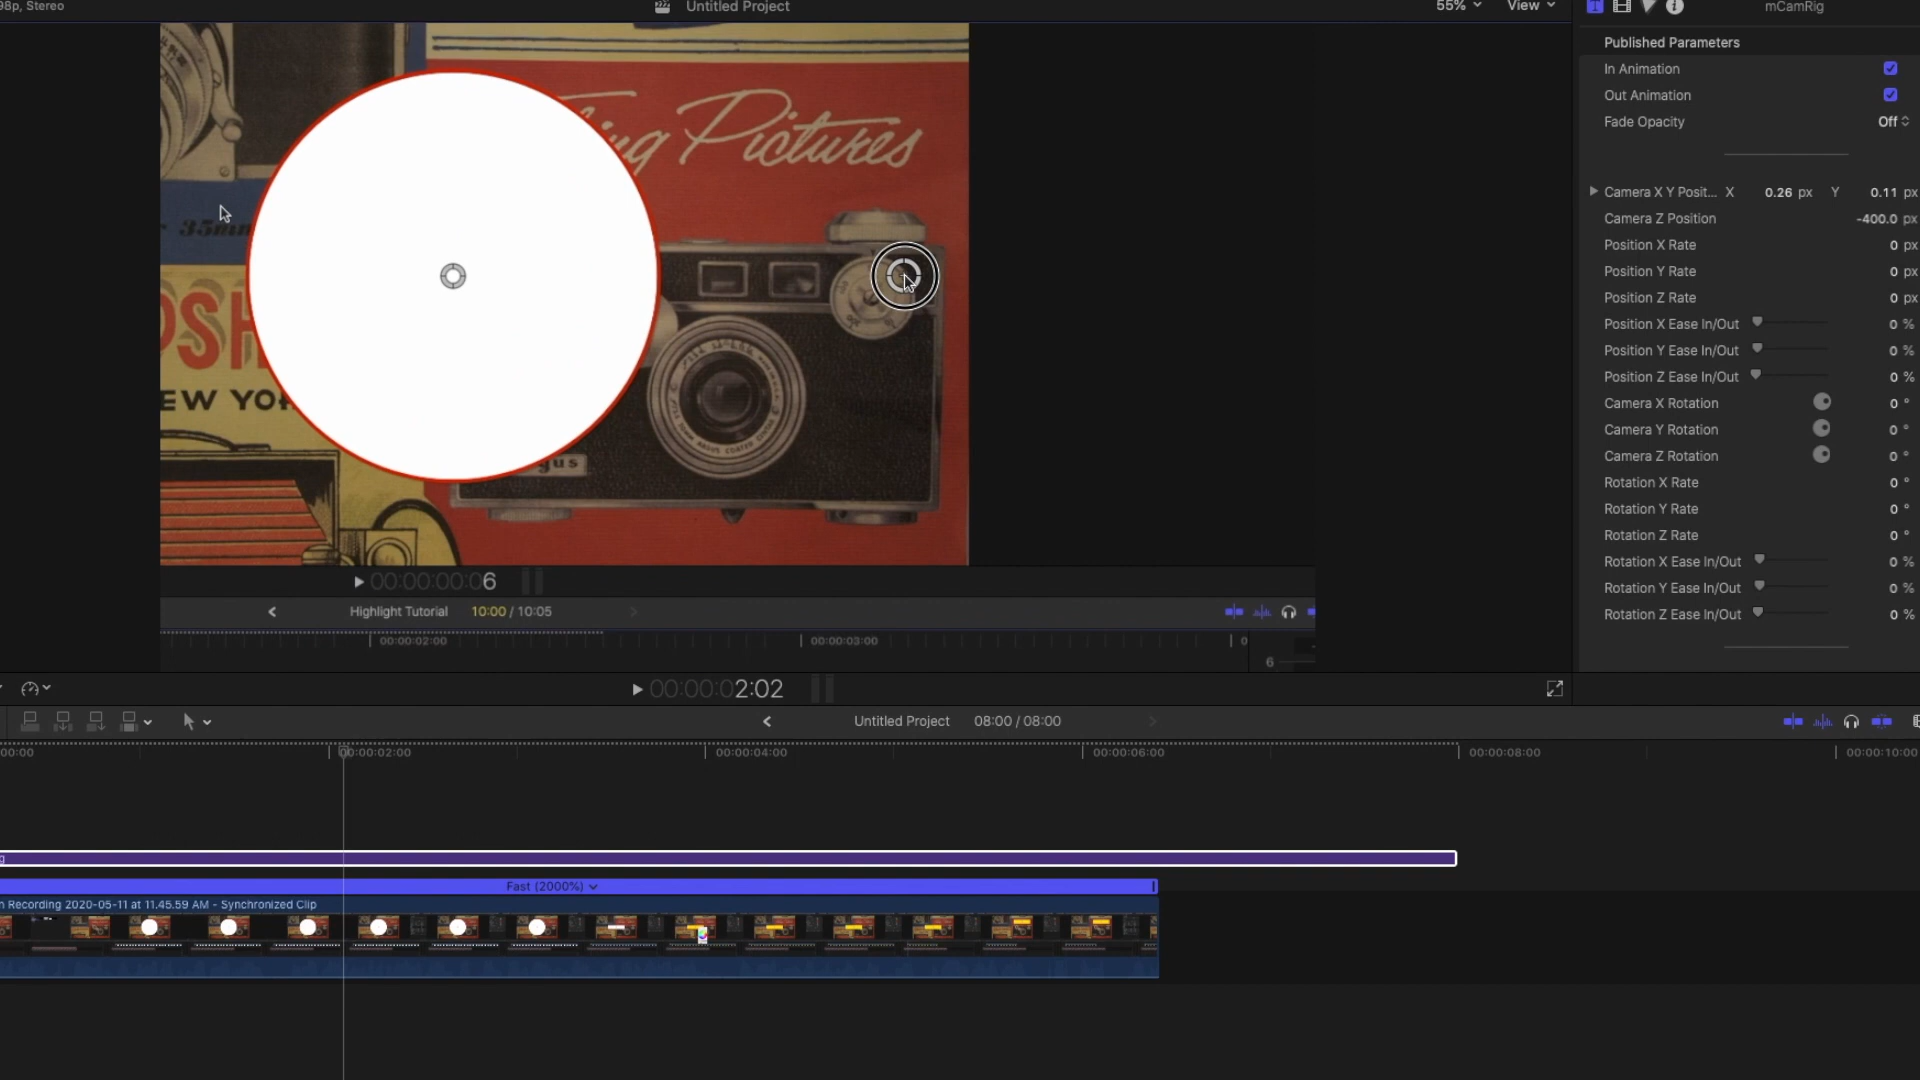 98p, Stereo
Untitled Project
55%
View
mCamRig
Published Parameters
In Animation
Out Animation
Fade Opacity Off
Camera X Y Posit... X 0.26 px Y 0.11 px
Camera Z Position -400.0 px
Position X Rate 0 px
Position Y Rate 0 px
Position Z Rate 0 px
Position X Ease In/Out 0 %
Position Y Ease In/Out 0 %
Position Z Ease In/Out 0 %
Camera X Rotation 0 °
Camera Y Rotation 0 °
Camera Z Rotation 0 °
Rotation X Rate 0 °
Rotation Y Rate 0 °
Rotation Z Rate 0 °
Rotation X Ease In/Out 0 %
Rotation Y Ease In/Out 0 %
Rotation Z Ease In/Out 0 %
ing Pictures
35mm
OSH
EW YO
gus
00:00:00:06
Highlight Tutorial 10:00 / 10:05
00:00:02:00 00:00:03:00 0
6
00:00:02:02
Untitled Project 08:00 / 08:00
00:00 00:00:02:00 00:00:04:00 00:00:06:00 00:00:08:00 00:00:10:00
g
Fast (2000%)
n Recording 2020-05-11 at 11.45.59 AM - Synchronized Clip